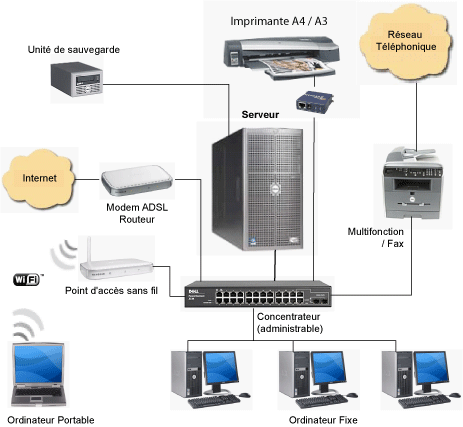 Imprimante A4 / A3
Réseau
Téléphonique
Unité de sauvegarde
Serveur
Internet
Modem ADSL
Routeur
Multifonction
/ Fax
WiFi
Point d'accès sans fil
DELL
Concentrateur
(administrable)
Ordinateur Portable
Ordinateur Fixe